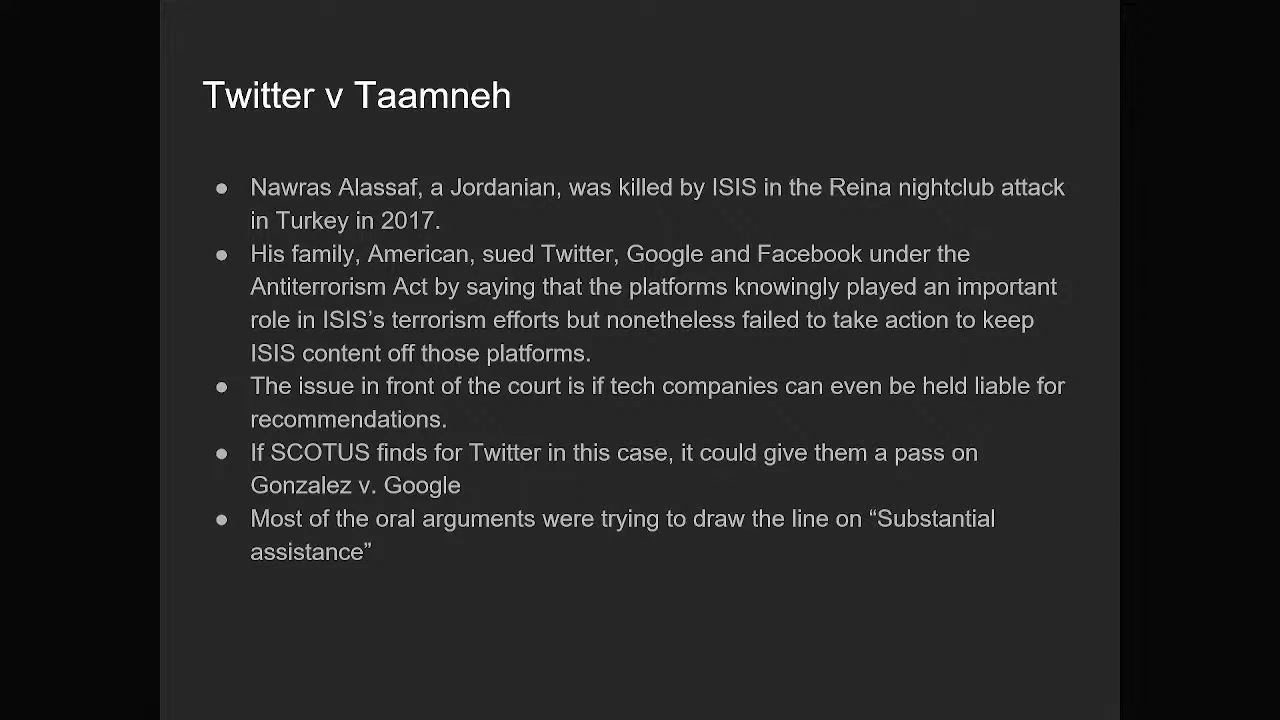 Twitter v Taamneh
● Nawras Alassaf, a Jordanian, was killed by ISIS in the Reina nightclub attack
in Turkey in 2017.
● His family, American, sued Twitter, Google and Facebook under the
Antiterrorism Act by saying that the platforms knowingly played an important
role in ISIS’s terrorism efforts but nonetheless failed to take action to keep
ISIS content off those platforms.
● The issue in front of the court is if tech companies can even be held liable for
recommendations.
● If SCOTUS finds for Twitter in this case, it could give them a pass on
Gonzalez v. Google
● Most of the oral arguments were trying to draw the line on “Substantial
assistance”